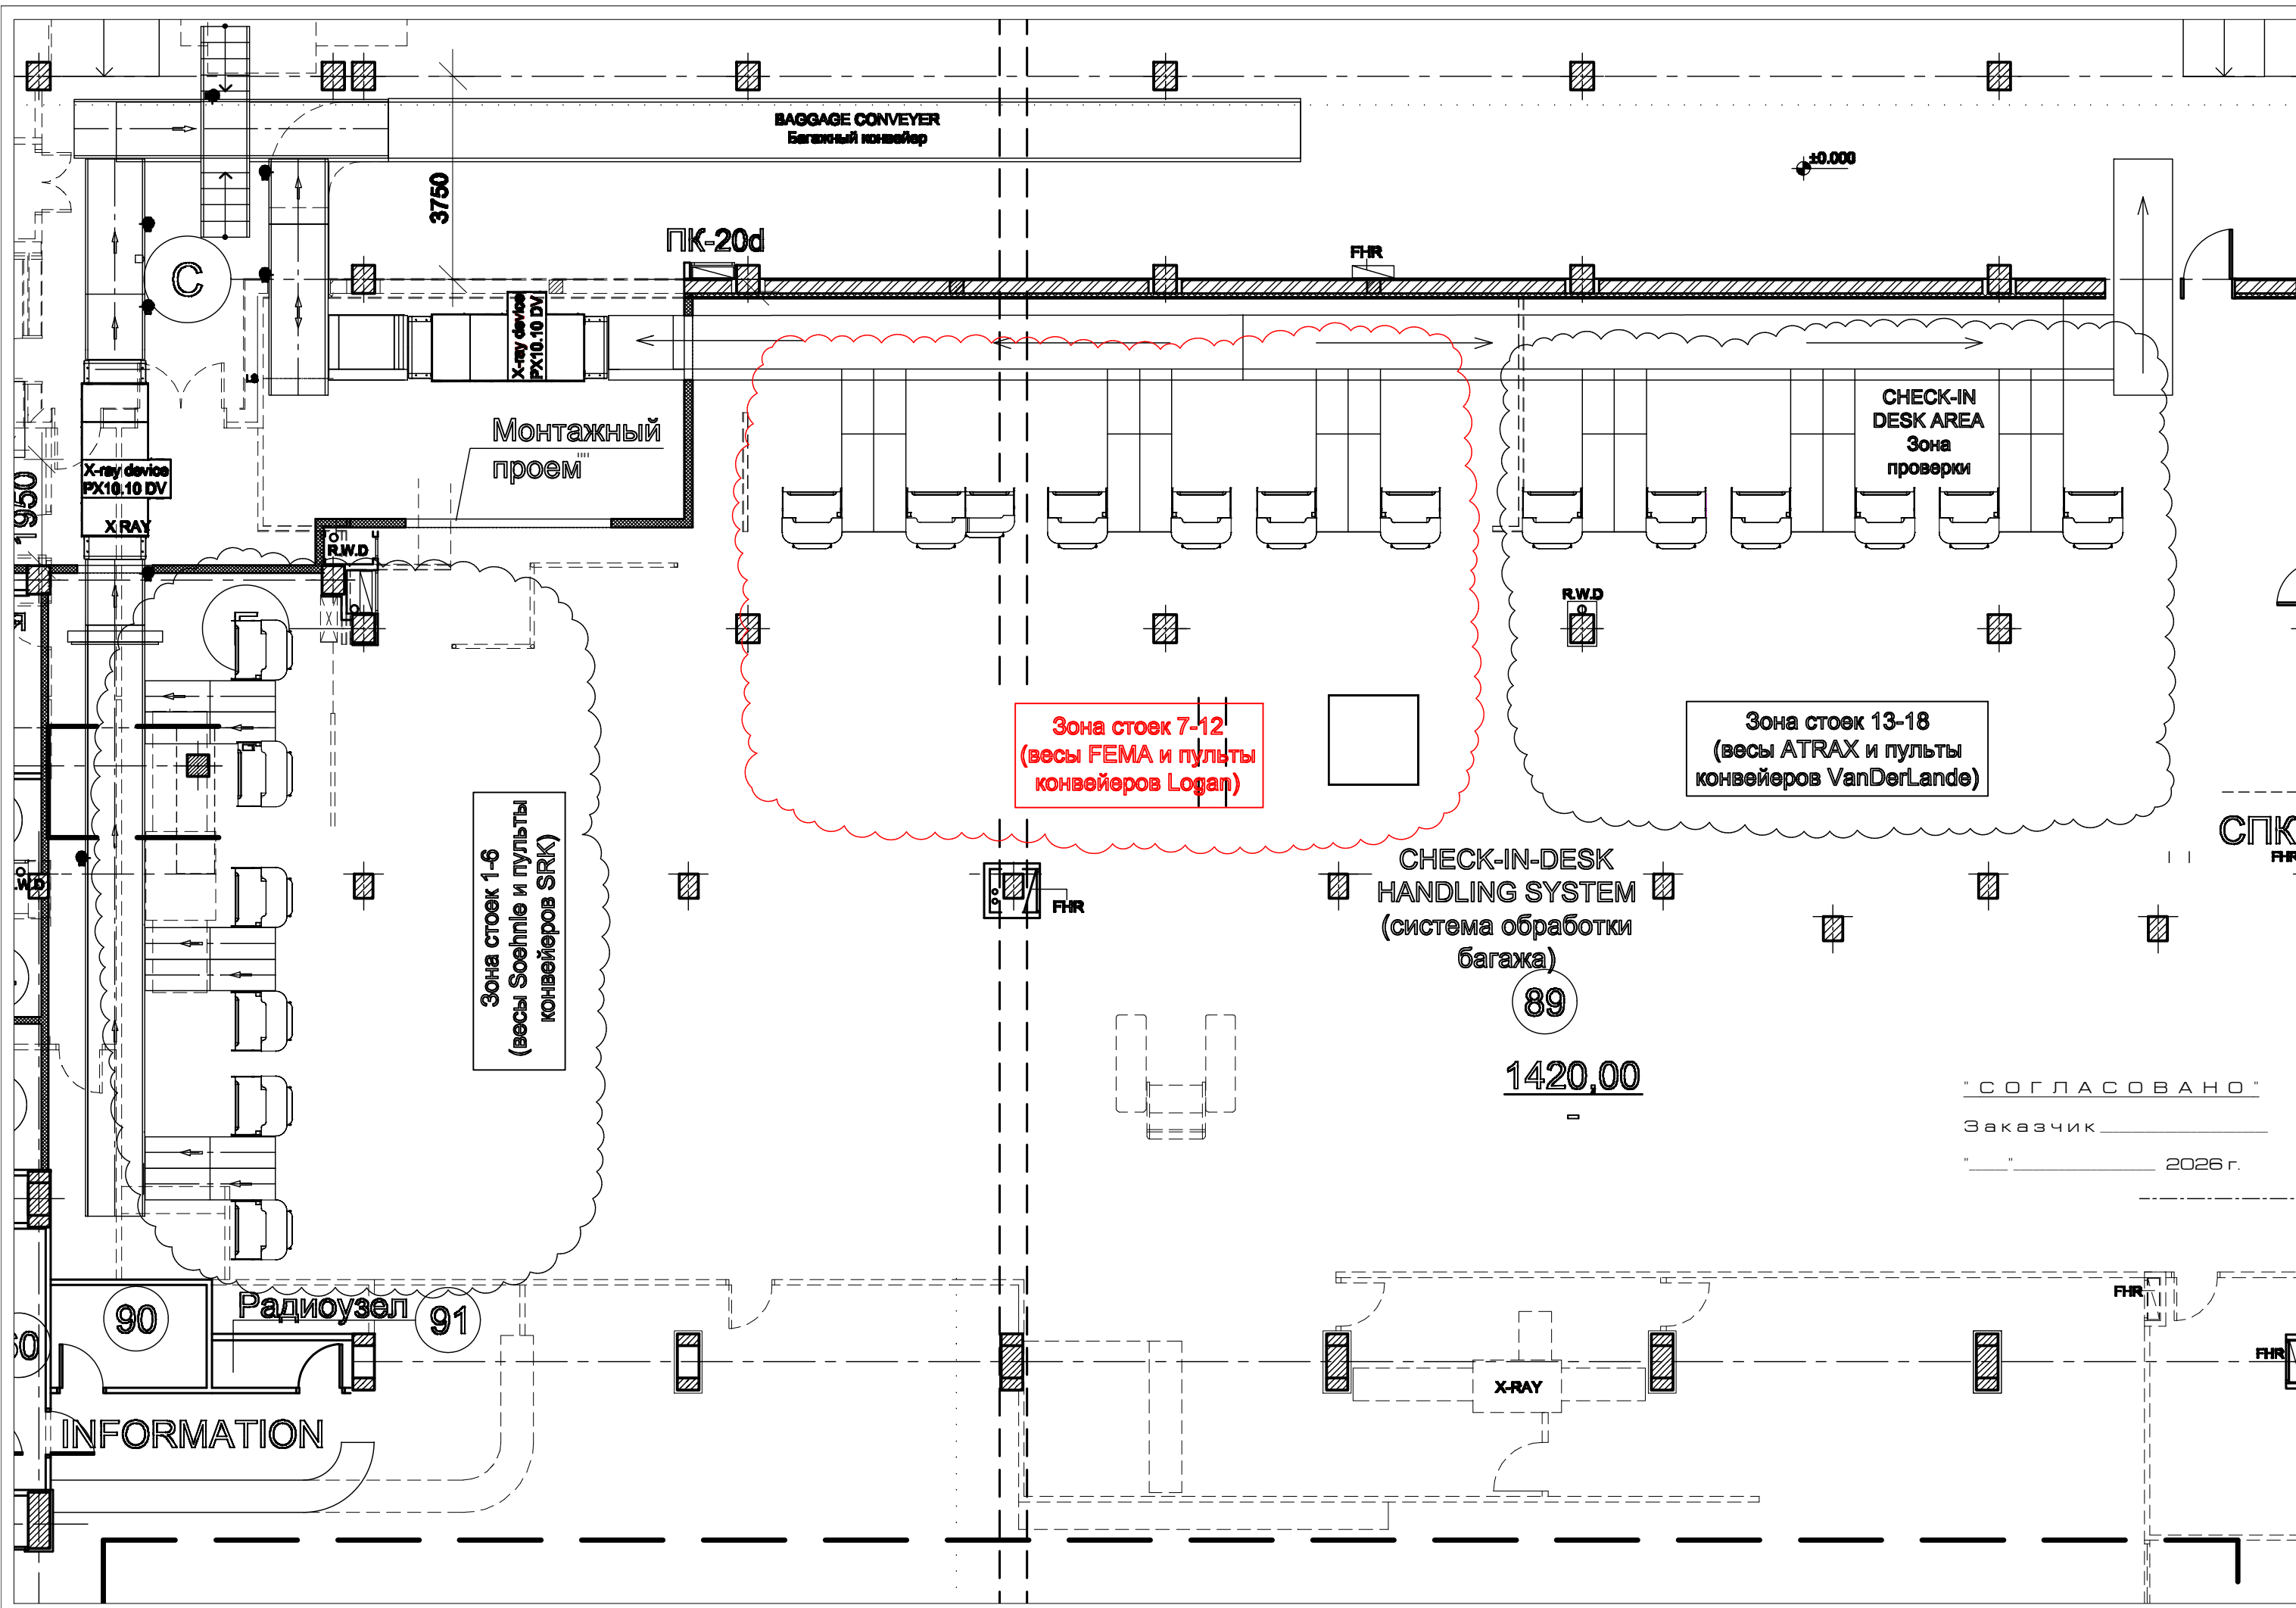 BAGGAGE CONVEYER
Багажный конвейер
±0.000
3750
ПК-20d
FHR
C
X-ray device
PX10.10 DV
CHECK-IN
DESK AREA
Зона
проверки
Монтажный
проем""
X-ray device
PX10.10 DV
1950
X RAY
R.W.D
R.W.D
Г
Зона стоек 7-12
(весы FEMA и пульты
конвейеров Logan)
Зона стоек 13-18
(весы ATRAX и пульты
конвейеров VanDerLande)
Зона стоек 1-6
(весы Soehnle и пульты
конвейеров SRK)
СПК
FHR
CHECK-IN-DESK
HANDLING SYSTEM
(система обработки
багажа)
FHR
.W.D
89
1420,00
-
"СОГЛАСОВАНО"
Заказчик_______________
"___"____________ 2026 г.
FHR
Радиоузел
90
91
60
FHR
X-RAY
INFORMATION